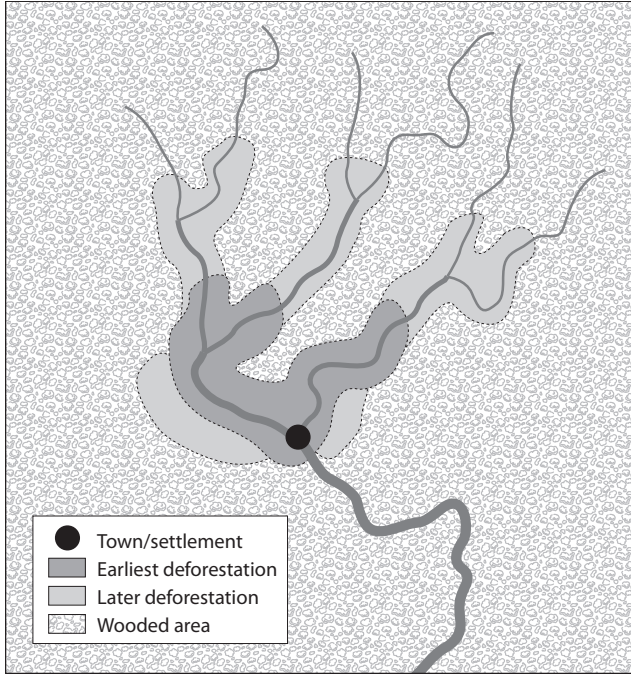 Town/settlement
Earliest deforestation
Later deforestation
Wooded area